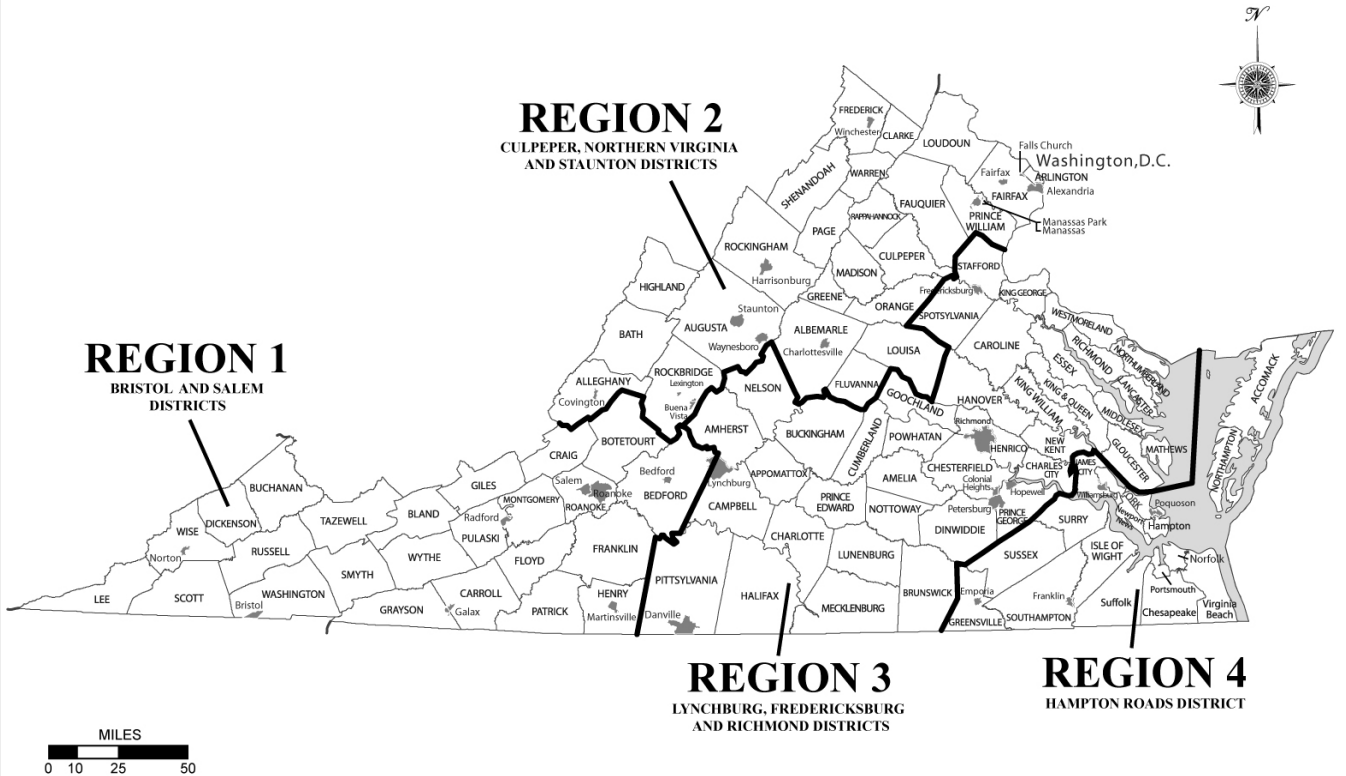 N
REGION 2
CULPEPER, NORTHERN VIRGINIA
AND STAUNTON DISTRICTS
REGION 1
BRISTOL AND SALEM
DISTRICTS
FREDERICK
Winchester
CLARKE
LOUDOUN
Falls Church
Washington,D.C.
SHENANDOAH
WARREN
Fairfax
ARLINGTON
Alexandria
FAIRFAX
FAUQUIER
RAPPAHANNOCK
PRINCE
WILLIAM
Manassas Park
Manassas
PAGE
ROCKINGHAM
Harrisonburg
CULPEPER
MADISON
STAFFORD
HIGHLAND
GREENE
Fredericksburg
KING GEORGE
ORANGE
SPOTSYLVANIA
Staunton
AUGUSTA
WESTMORELAND
BATH
Waynesboro
ALBEMARLE
Charlottesville
LOUISA
CAROLINE
RICHMOND
NORTHUMBERLAND
ESSEX
ROCKBRIDGE
Lexington
ALLEGHANY
Covington
Buena
Vista
NELSON
FLUVANNA
GOOCHLAND
HANOVER
KING WILLIAM
KING & QUEEN
LANCASTER
MIDDLESEX
ACCOMACK
BOTETOURT
AMHERST
BUCKINGHAM
CUMBERLAND
POWHATAN
Richmond
HENRICO
NEW
KENT
GLOUCESTER
MATHEWS
NORTHAMPTON
CRAIG
Bedford
BEDFORD
Lynchburg
APPOMATTOX
AMELIA
CHESTERFIELD
Colonial
Heights
Hopewell
CHARLES
CITY
JAMES
CITY
Williamsburg
YORK
Poquoson
Newport
News
Hampton
BUCHANAN
GILES
Salem
Roanoke
ROANOKE
MONTGOMERY
Radford
CAMPBELL
PRINCE
EDWARD
NOTTOWAY
Petersburg
PRINCE
GEORGE
DINWIDDIE
SURRY
DICKENSON
TAZEWELL
BLAND
PULASKI
WISE
Norton
RUSSELL
WYTHE
FLOYD
FRANKLIN
CHARLOTTE
LUNENBURG
SUSSEX
ISLE OF
WIGHT
Norfolk
SMYTH
PITTSYLVANIA
LEE
SCOTT
WASHINGTON
Bristol
GRAYSON
CARROLL
Galax
PATRICK
HENRY
Martinsville
Danville
HALIFAX
MECKLENBURG
BRUNSWICK
Emporia
GREENSVILLE
SOUTHAMPTON
Franklin
Suffolk
Portsmouth
Chesapeake
Virginia
Beach
REGION 3
LYNCHBURG, FREDERICKSBURG
AND RICHMOND DISTRICTS
REGION 4
HAMPTON ROADS DISTRICT
MILES
0 10 25 50